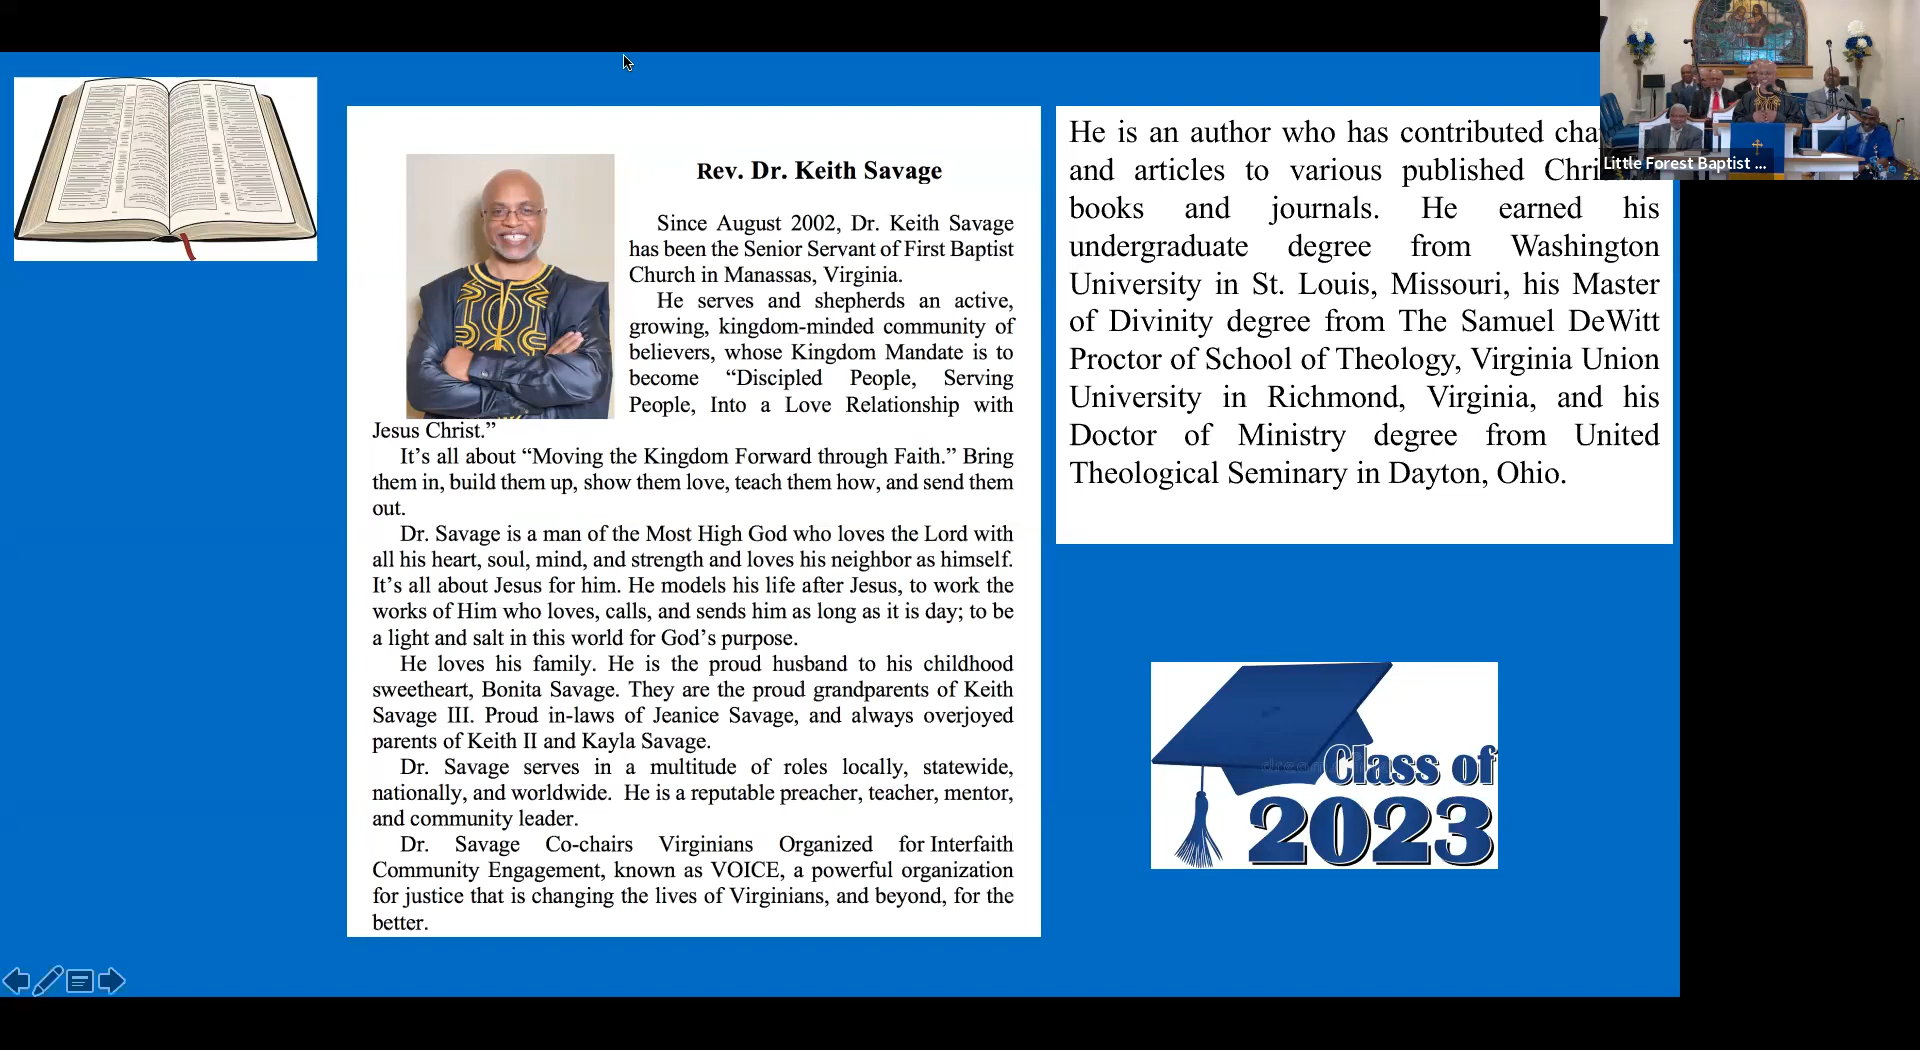 Rev. Dr. Keith Savage
Since August 2002, Dr. Keith Savage
has been the Senior Servant of First Baptist
Church in Manassas, Virginia.
He serves and shepherds an active,
growing, kingdom-minded community of
believers, whose Kingdom Mandate is to
become “Discipled People, Serving
People, Into a Love Relationship with
Jesus Christ.”
It’s all about “Moving the Kingdom Forward through Faith.” Bring
them in, build them up, show them love, teach them how, and send them
out.
Dr. Savage is a man of the Most High God who loves the Lord with
all his heart, soul, mind, and strength and loves his neighbor as himself.
It’s all about Jesus for him. He models his life after Jesus, to work the
works of Him who loves, calls, and sends him as long as it is day; to be
a light and salt in this world for God’s purpose.
He loves his family. He is the proud husband to his childhood
sweetheart, Bonita Savage. They are the proud grandparents of Keith
Savage III. Proud in-laws of Jeanice Savage, and always overjoyed
parents of Keith II and Kayla Savage.
Dr. Savage serves in a multitude of roles locally, statewide,
nationally, and worldwide. He is a reputable preacher, teacher, mentor,
and community leader.
Dr. Savage Co-chairs Virginians Organized for Interfaith
Community Engagement, known as VOICE, a powerful organization
for justice that is changing the lives of Virginians, and beyond, for the
better.
He is an author who has contributed
and articles to various published
books and journals. He earned his
undergraduate degree from Washington
University in St. Louis, Missouri, his Master
of Divinity degree from The Samuel DeWitt
Proctor of School of Theology, Virginia Union
University in Richmond, Virginia, and his
Doctor of Ministry degree from United
Theological Seminary in Dayton, Ohio.
Little Forest Baptist ...
Class of
2023